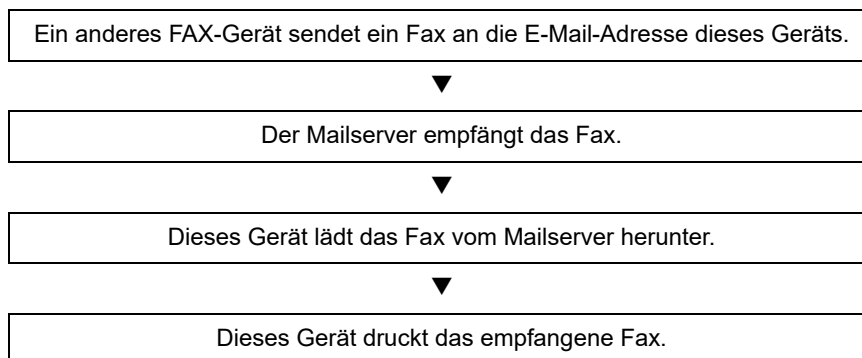 Ein anderes FAX-Gerät sendet ein Fax an die E-Mail-Adresse dieses Geräts.
Der Mailserver empfängt das Fax.
Dieses Gerät lädt das Fax vom Mailserver herunter.
Dieses Gerät druckt das empfangene Fax.